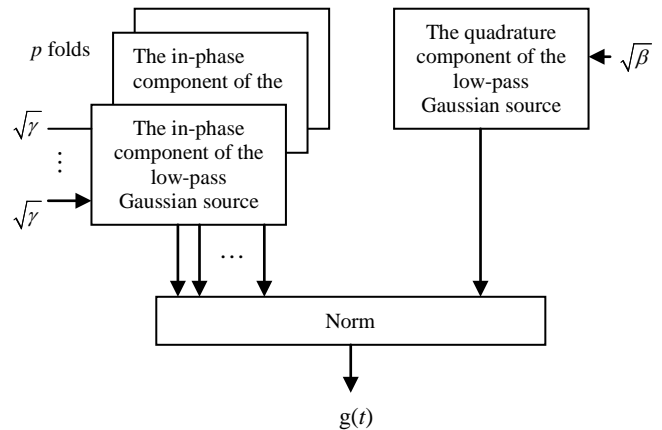 p folds
The in-phase
component of the
The in-phase
component of the
low-pass
Gaussian source
√γ
⋮
√γ
The quadrature
component of the
low-pass
Gaussian source
√β
…
Norm
g(t)